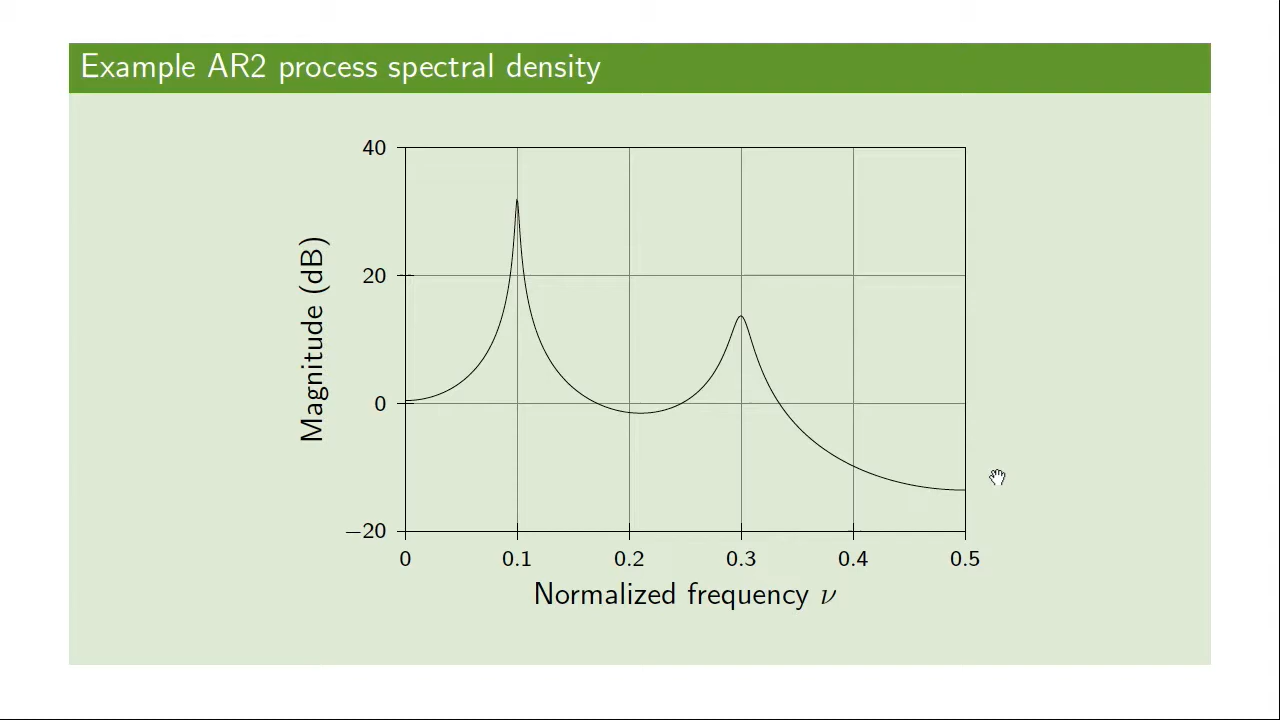 Example AR2 process spectral density
40
20
0
−20
Magnitude (dB)
0 0.1 0.2 0.3 0.4 0.5
Normalized frequency ν